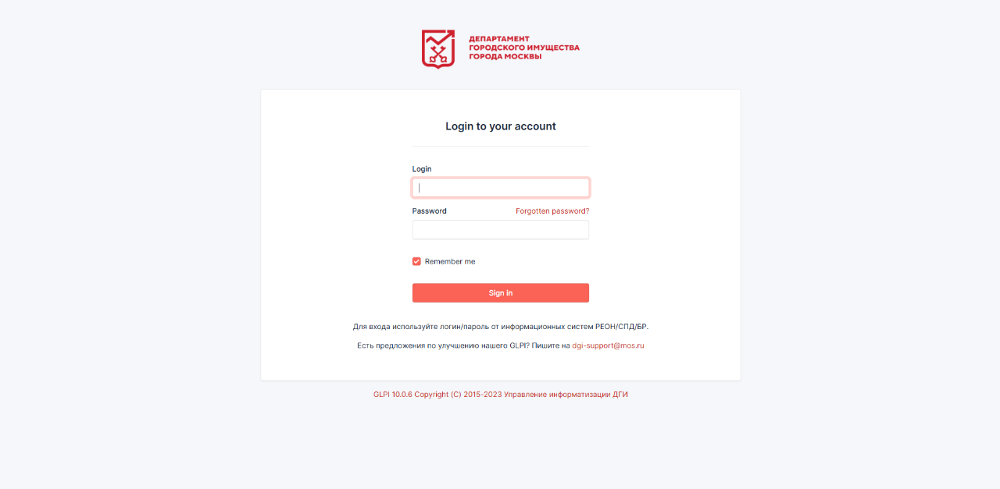 ДЕПАРТАМЕНТ
ГОРОДСКОГО ИМУЩЕСТВА
ГОРОДА МОСКВЫ
Login to your account
Login
Password Forgotten password?
Remember me
Sign in
Для входа используйте логин/пароль от информационных систем РЕОН/СПД/БР.
Есть предложения по улучшению нашего GLPI? Пишите на dgi-support@mos.ru
GLPI 10.0.6 Copyright (C) 2015-2023 Управление информатизации ДГИ